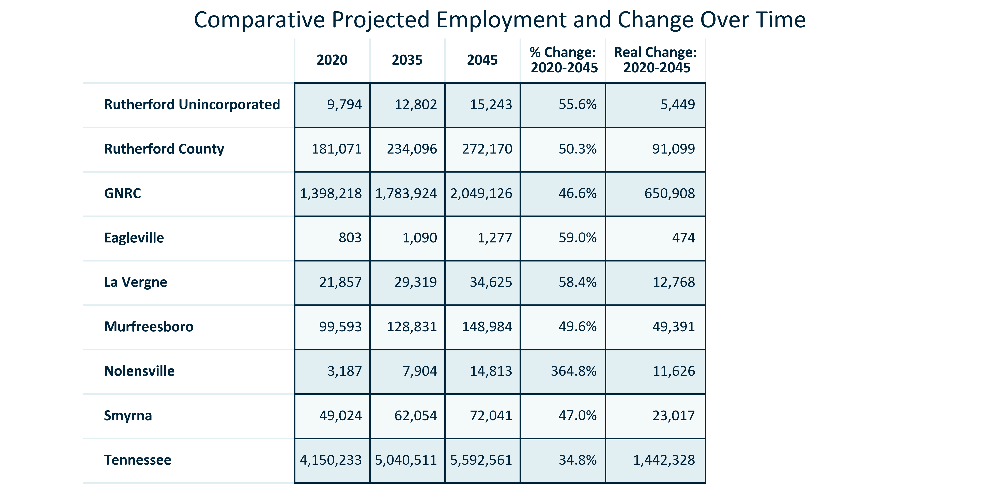 Comparative Projected Employment and Change Over Time
2020 2035 2045 % Change: 2020-2045 Real Change: 2020-2045
Rutherford Unincorporated 9,794 12,802 15,243 55.6% 5,449
Rutherford County 181,071 234,096 272,170 50.3% 91,099
GNRC 1,398,218 1,783,924 2,049,126 46.6% 650,908
Eagleville 803 1,090 1,277 59.0% 474
La Vergne 21,857 29,319 34,625 58.4% 12,768
Murfreesboro 99,593 128,831 148,984 49.6% 49,391
Nolensville 3,187 7,904 14,813 364.8% 11,626
Smyrna 49,024 62,054 72,041 47.0% 23,017
Tennessee 4,150,233 5,040,511 5,592,561 34.8% 1,442,328